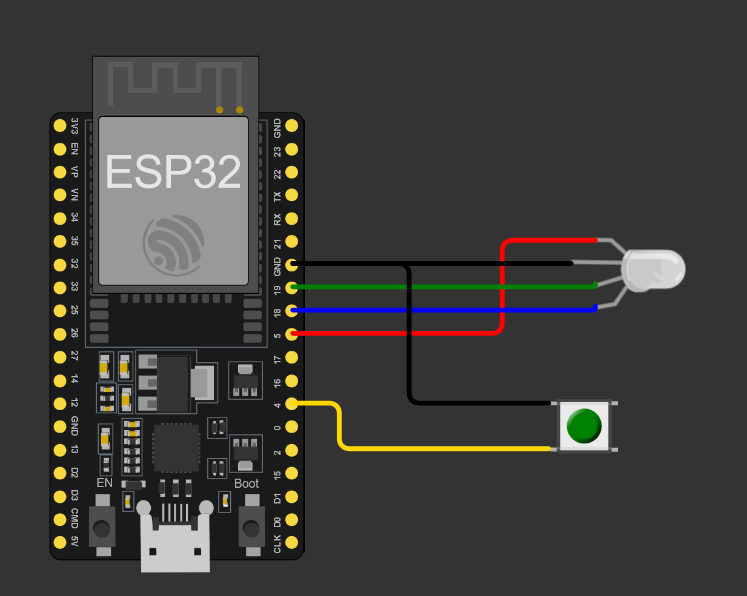 ESP32
3V3
EN
VP
VN
34
35
32
33
25
26
27
14
12
GND
13
D2
D3
CMD
5V
GND
23
22
TX
RX
21
GND
19
18
5
17
16
4
0
2
15
D1
D0
CLK
EN
Boot